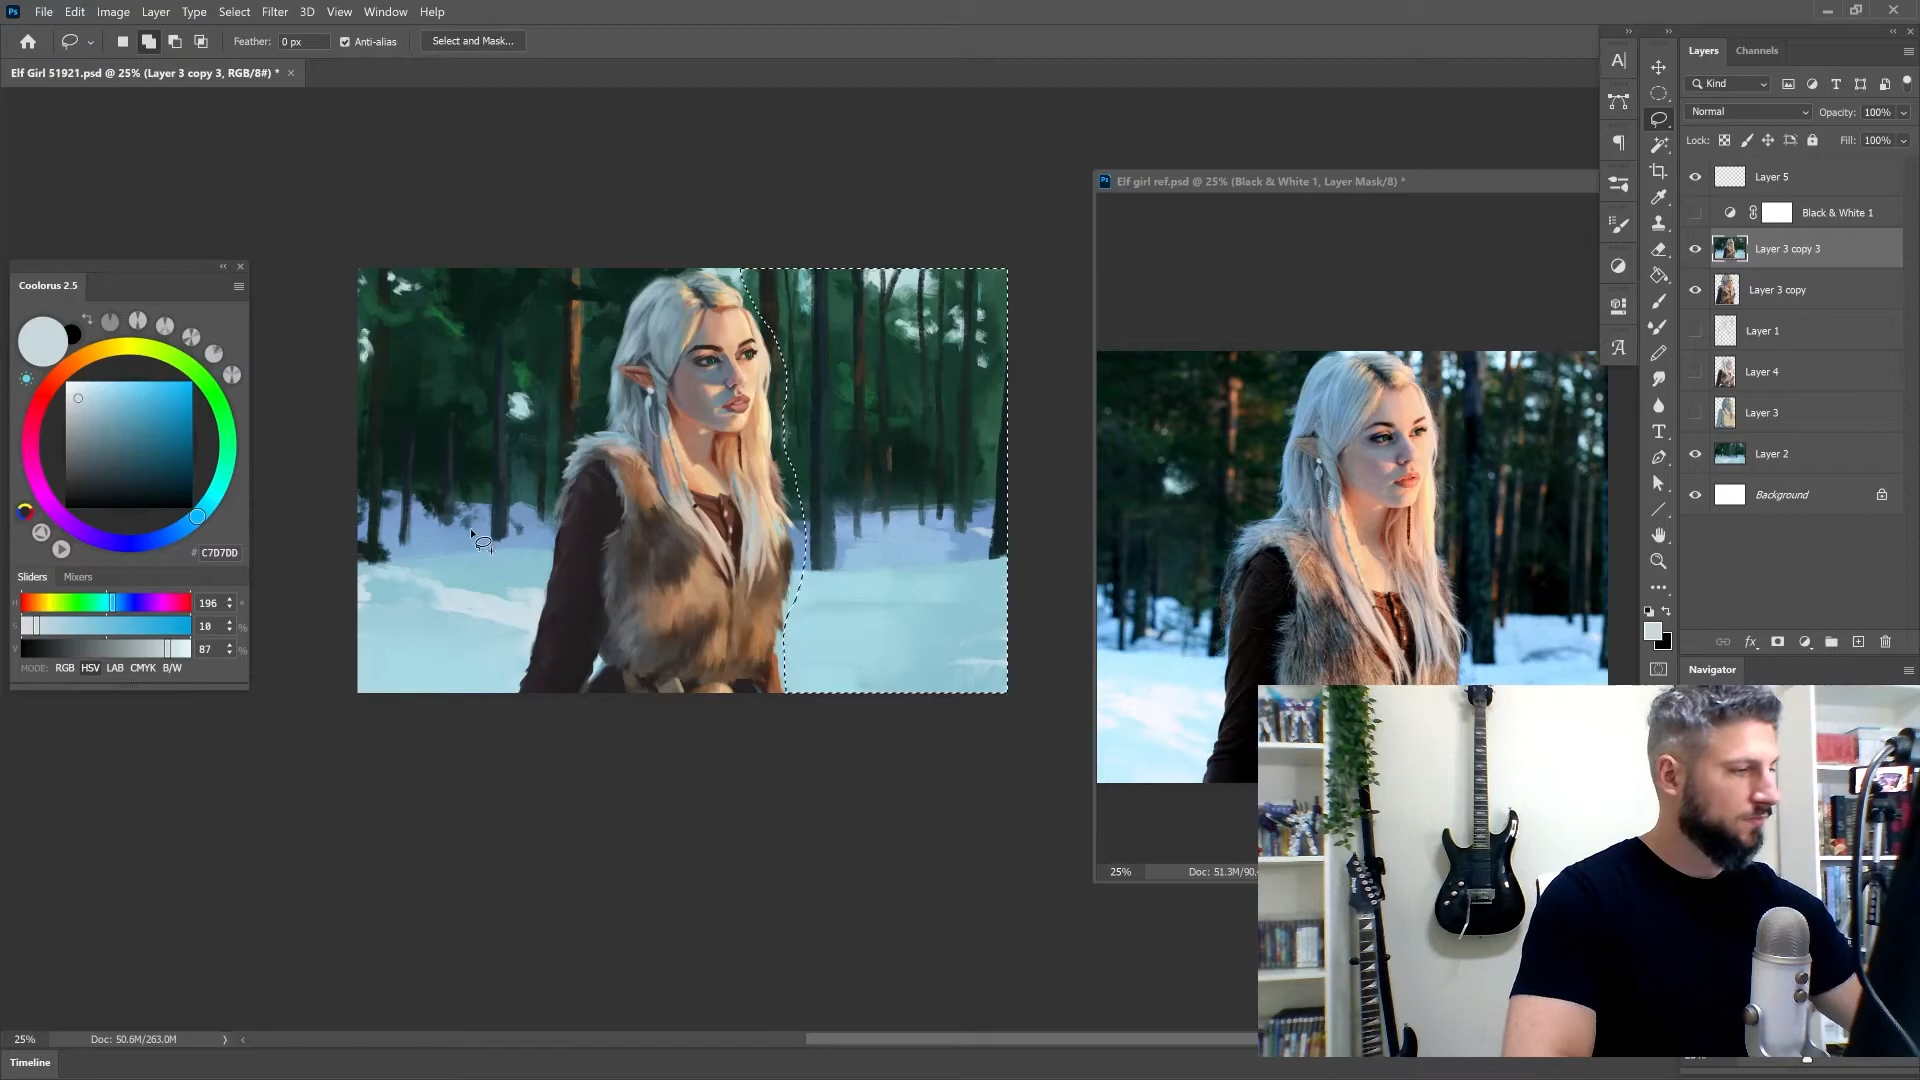 Ps File Edit Image Layer Type Select Filter 3D View Window Help
Feather: 0 px Anti-alias Select and Mask...
Elf Girl 51921.psd @ 25% (Layer 3 copy 3, RGB/8#) *
Coolorus 2.5
# C7D7DD
Sliders Mixers
H 196 °
S 10 %
V 87 %
MODE: RGB HSV LAB CMYK B/W
Ps Elf girl ref.psd @ 25% (Black & White 1, Layer Mask/8) *
25% Doc: 51.3M/90.
Layers Channels
Kind
Normal Opacity: 100%
Lock: Fill: 100%
Layer 5
Black & White 1
Layer 3 copy 3
Layer 3 copy
Layer 1
Layer 4
Layer 3
Layer 2
Background
fx
Navigator
25% Doc: 50.6M/263.0M
Timeline